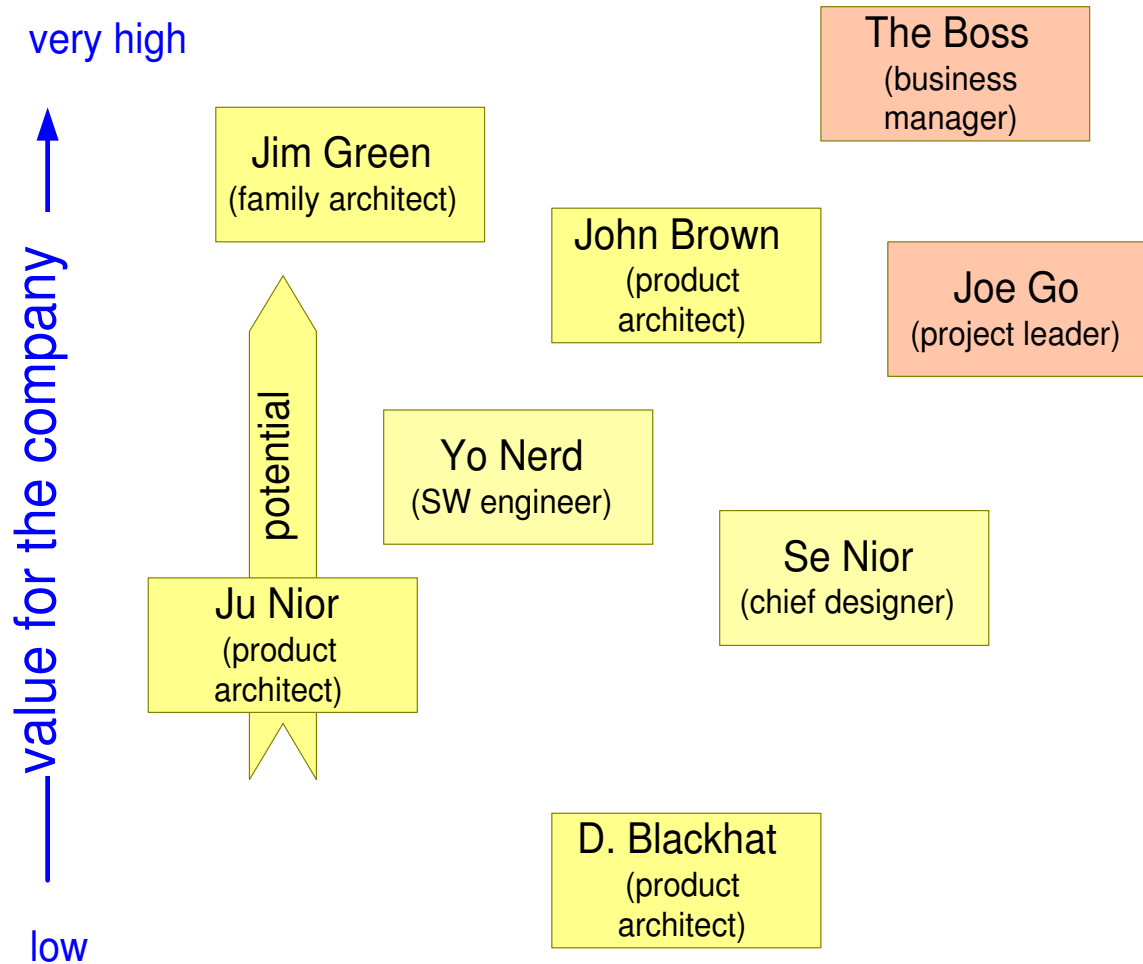 very high
The Boss
(business
manager)
Jim Green
(family architect)
John Brown
(product
architect)
Joe Go
(project leader)
value for the company
potential
Yo Nerd
(SW engineer)
Se Nior
(chief designer)
Ju Nior
(product
architect)
D. Blackhat
(product
architect)
low